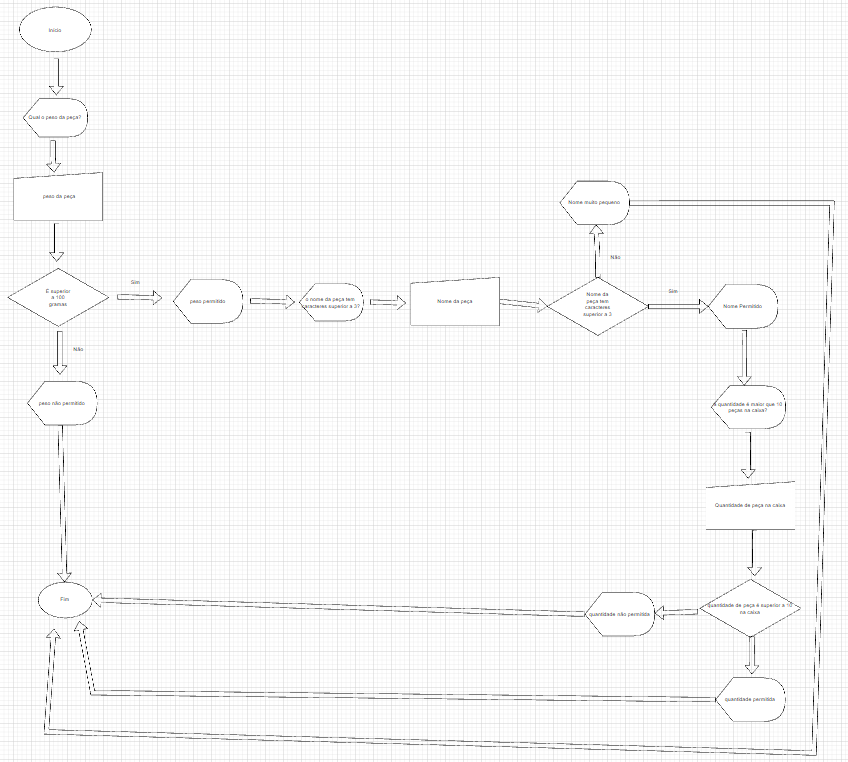 Início
Qual o peso da peça?
peso da peça
É superior
a 100
gramas
Sim
Não
peso não permitido
peso permitido
o nome da peça tem
caracteres superior a 3?
Nome da peça
Nome da
peça tem
caracteres
superior a 3
Não
Nome muito pequeno
Sim
Nome Permitido
a quantidade é maior que 10
peças na caixa?
Quantidade de peça na caixa
quantidade de peça é superior a 10
na caixa
quantidade não permitida
quantidade permitida
Fim